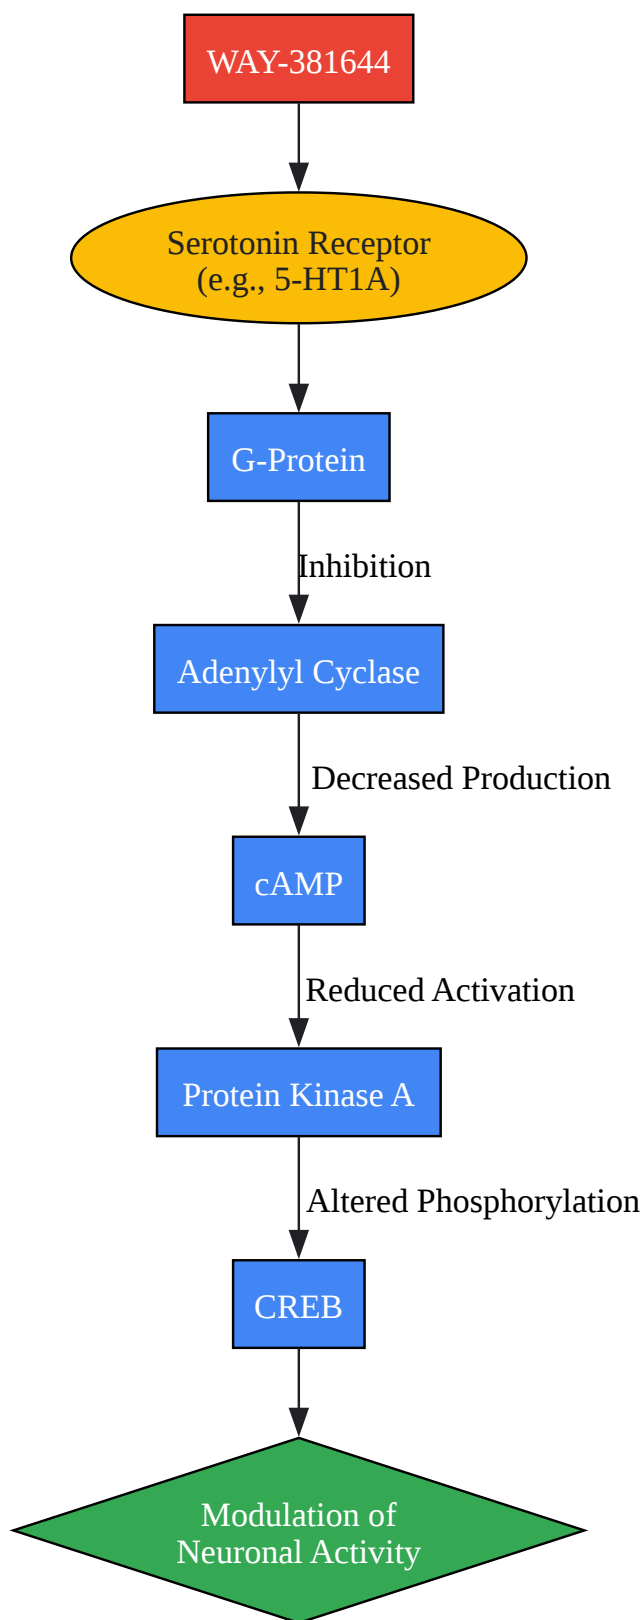 WAY-381644
Serotonin Receptor
(e.g., 5-HT1A)
G-Protein
Inhibition
Adenylyl Cyclase
Decreased Production
cAMP
Reduced Activation
Protein Kinase A
Altered Phosphorylation
CREB
Modulation of
Neuronal Activity